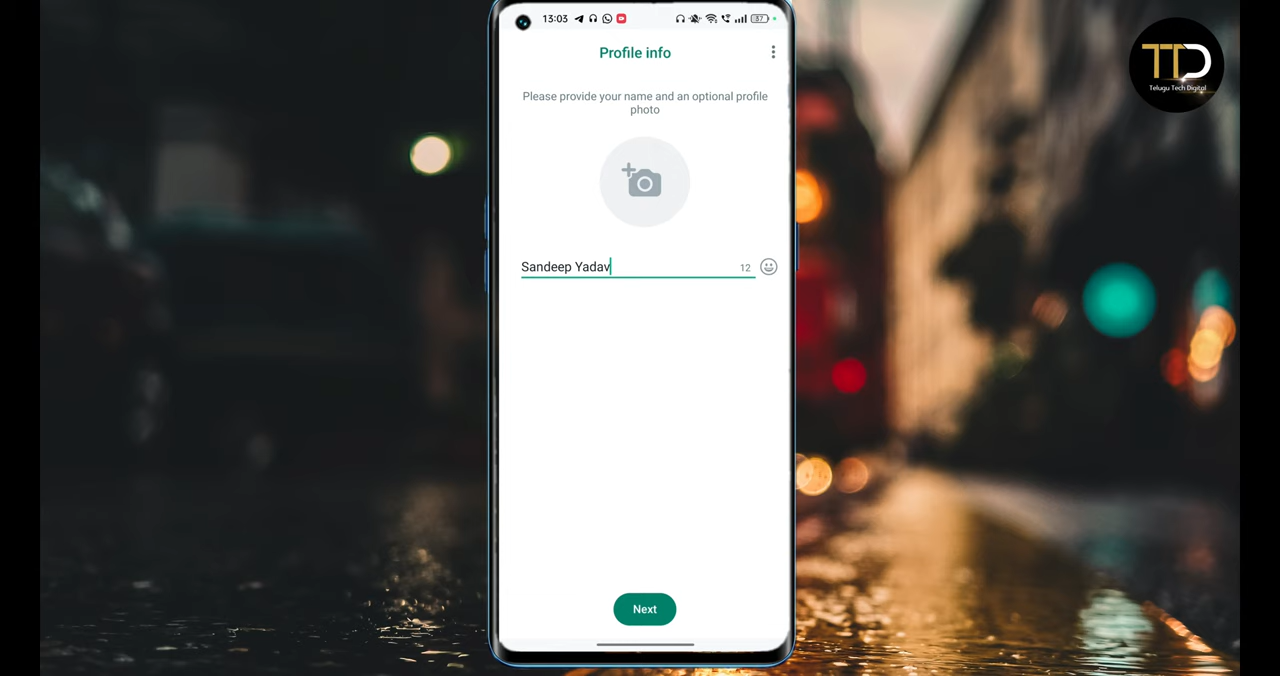 13:03
87
Profile info
Please provide your name and an optional profile
photo
Sandeep Yadav
12
Next
TTD
Telugu Tech Digital